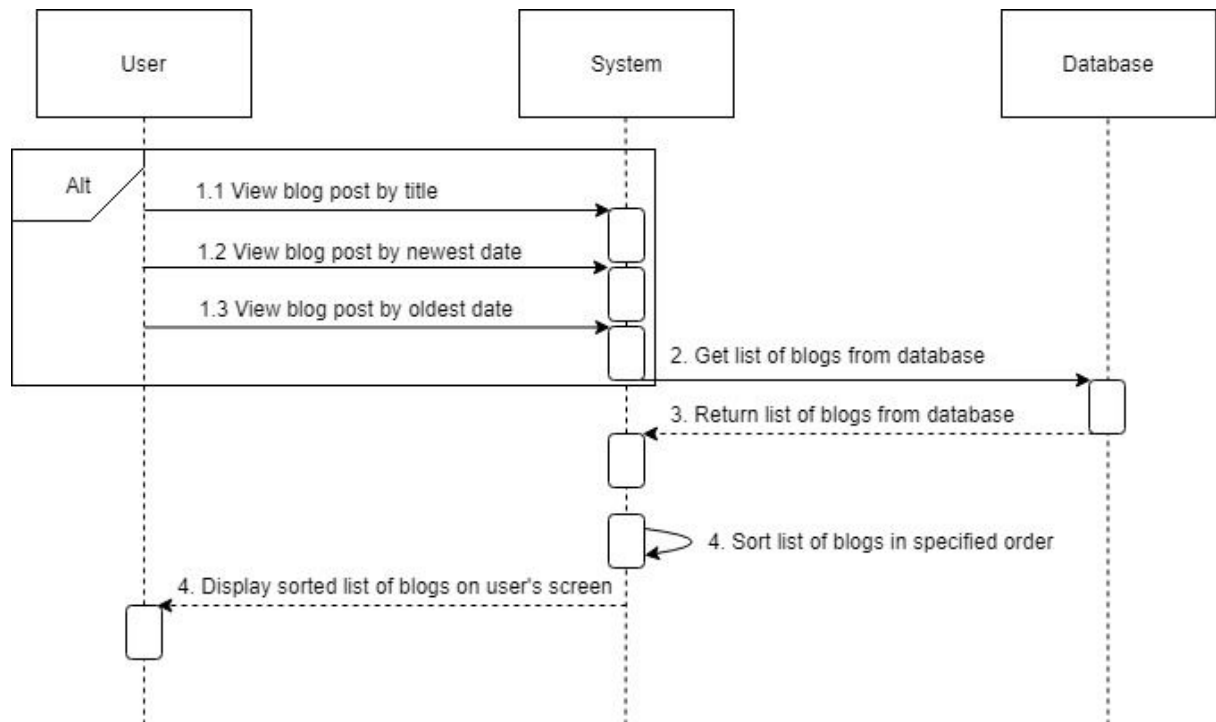 User
System
Database
Alt
1.1 View blog post by title
1.2 View blog post by newest date
1.3 View blog post by oldest date
2. Get list of blogs from database
3. Return list of blogs from database
4. Sort list of blogs in specified order
4. Display sorted list of blogs on user's screen